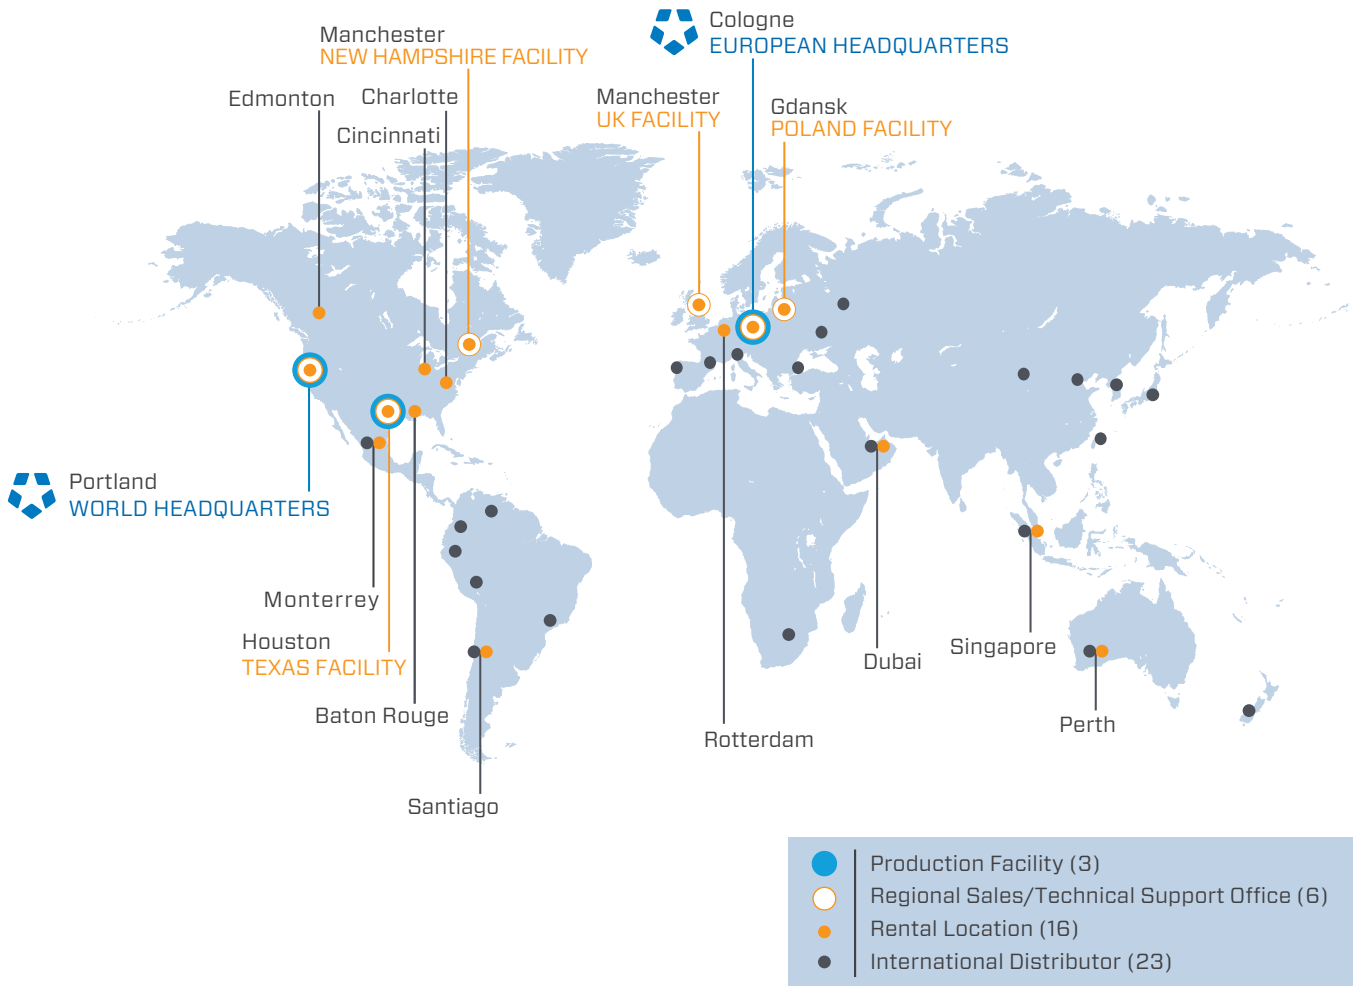 Cologne
EUROPEAN HEADQUARTERS
Manchester
NEW HAMPSHIRE FACILITY
Edmonton
Charlotte
Cincinnati
Manchester
UK FACILITY
Gdansk
POLAND FACILITY
Portland
WORLD HEADQUARTERS
Monterrey
Houston
TEXAS FACILITY
Baton Rouge
Santiago
Rotterdam
Dubai
Singapore
Perth
Production Facility (3)
Regional Sales/Technical Support Office (6)
Rental Location (16)
International Distributor (23)